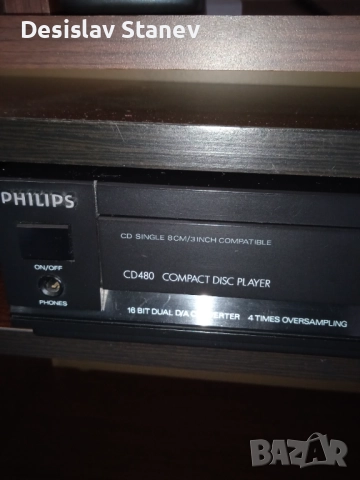 Desislav Stanev
PHILIPS
CD SINGLE 8CM/3INCH COMPATIBLE
ON/OFF
CD480 COMPACT DISC PLAYER
PHONES
16 BIT DUAL D/A CONVERTER 4 TIMES OVERSAMPLING
BAZAR